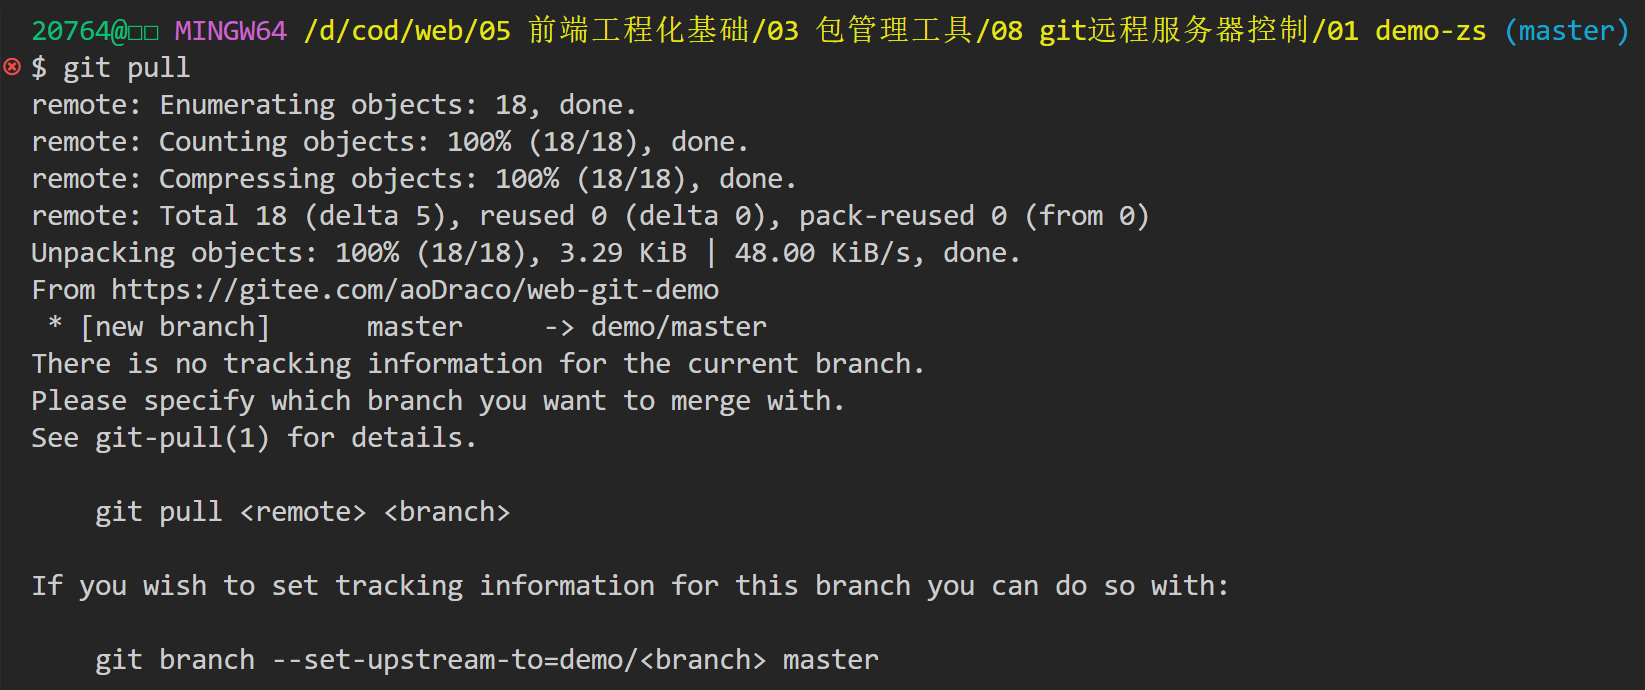 20764@□□ MINGW64 /d/cod/web/05 前端工程化基础/03 包管理工具/08 git远程服务器控制/01 demo-zs (master)
$ git pull
remote: Enumerating objects: 18, done.
remote: Counting objects: 100% (18/18), done.
remote: Compressing objects: 100% (18/18), done.
remote: Total 18 (delta 5), reused 0 (delta 0), pack-reused 0 (from 0)
Unpacking objects: 100% (18/18), 3.29 KiB | 48.00 KiB/s, done.
From https://gitee.com/aoDraco/web-git-demo
 * [new branch]      master     -> demo/master
There is no tracking information for the current branch.
Please specify which branch you want to merge with.
See git-pull(1) for details.

    git pull <remote> <branch>

If you wish to set tracking information for this branch you can do so with:

    git branch --set-upstream-to=demo/<branch> master